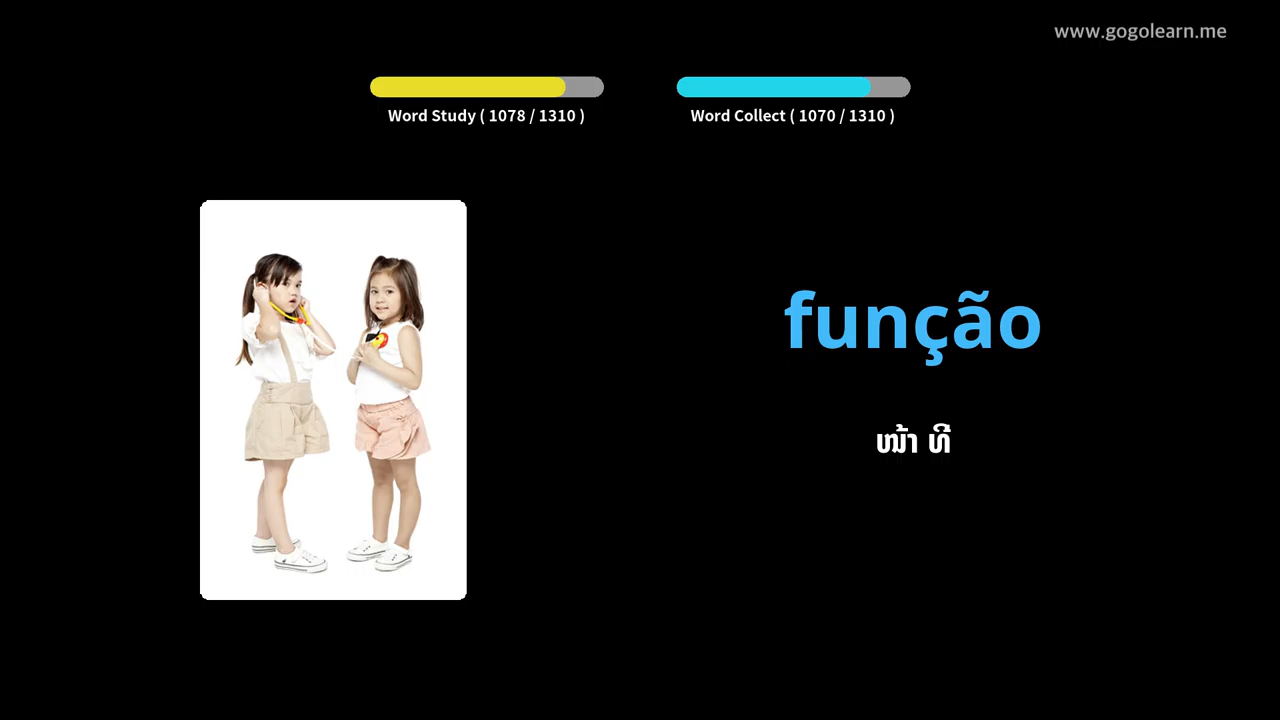 www.gogolearn.me
Word Study ( 1078 / 1310 )
Word Collect ( 1070 / 1310 )
função
ໜ້າ ທີ